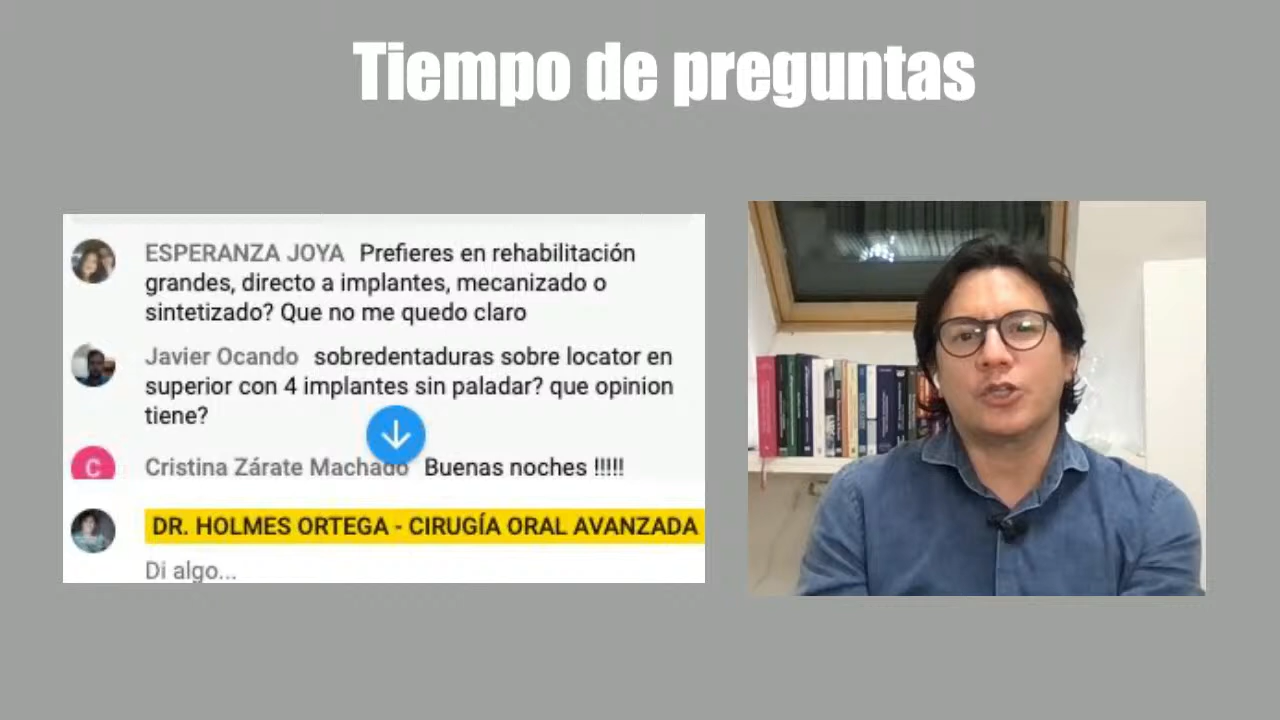 Tiempo de preguntas
ESPERANZA JOYA Prefieres en rehabilitación
grandes, directo a implantes, mecanizado o
sintetizado? Que no me quedo claro
Javier Ocando sobredentaduras sobre locator en
superior con 4 implantes sin paladar? que opinion
tiene?
C Cristina Zárate Machado Buenas noches !!!!!
DR. HOLMES ORTEGA - CIRUGÍA ORAL AVANZADA
Di algo...